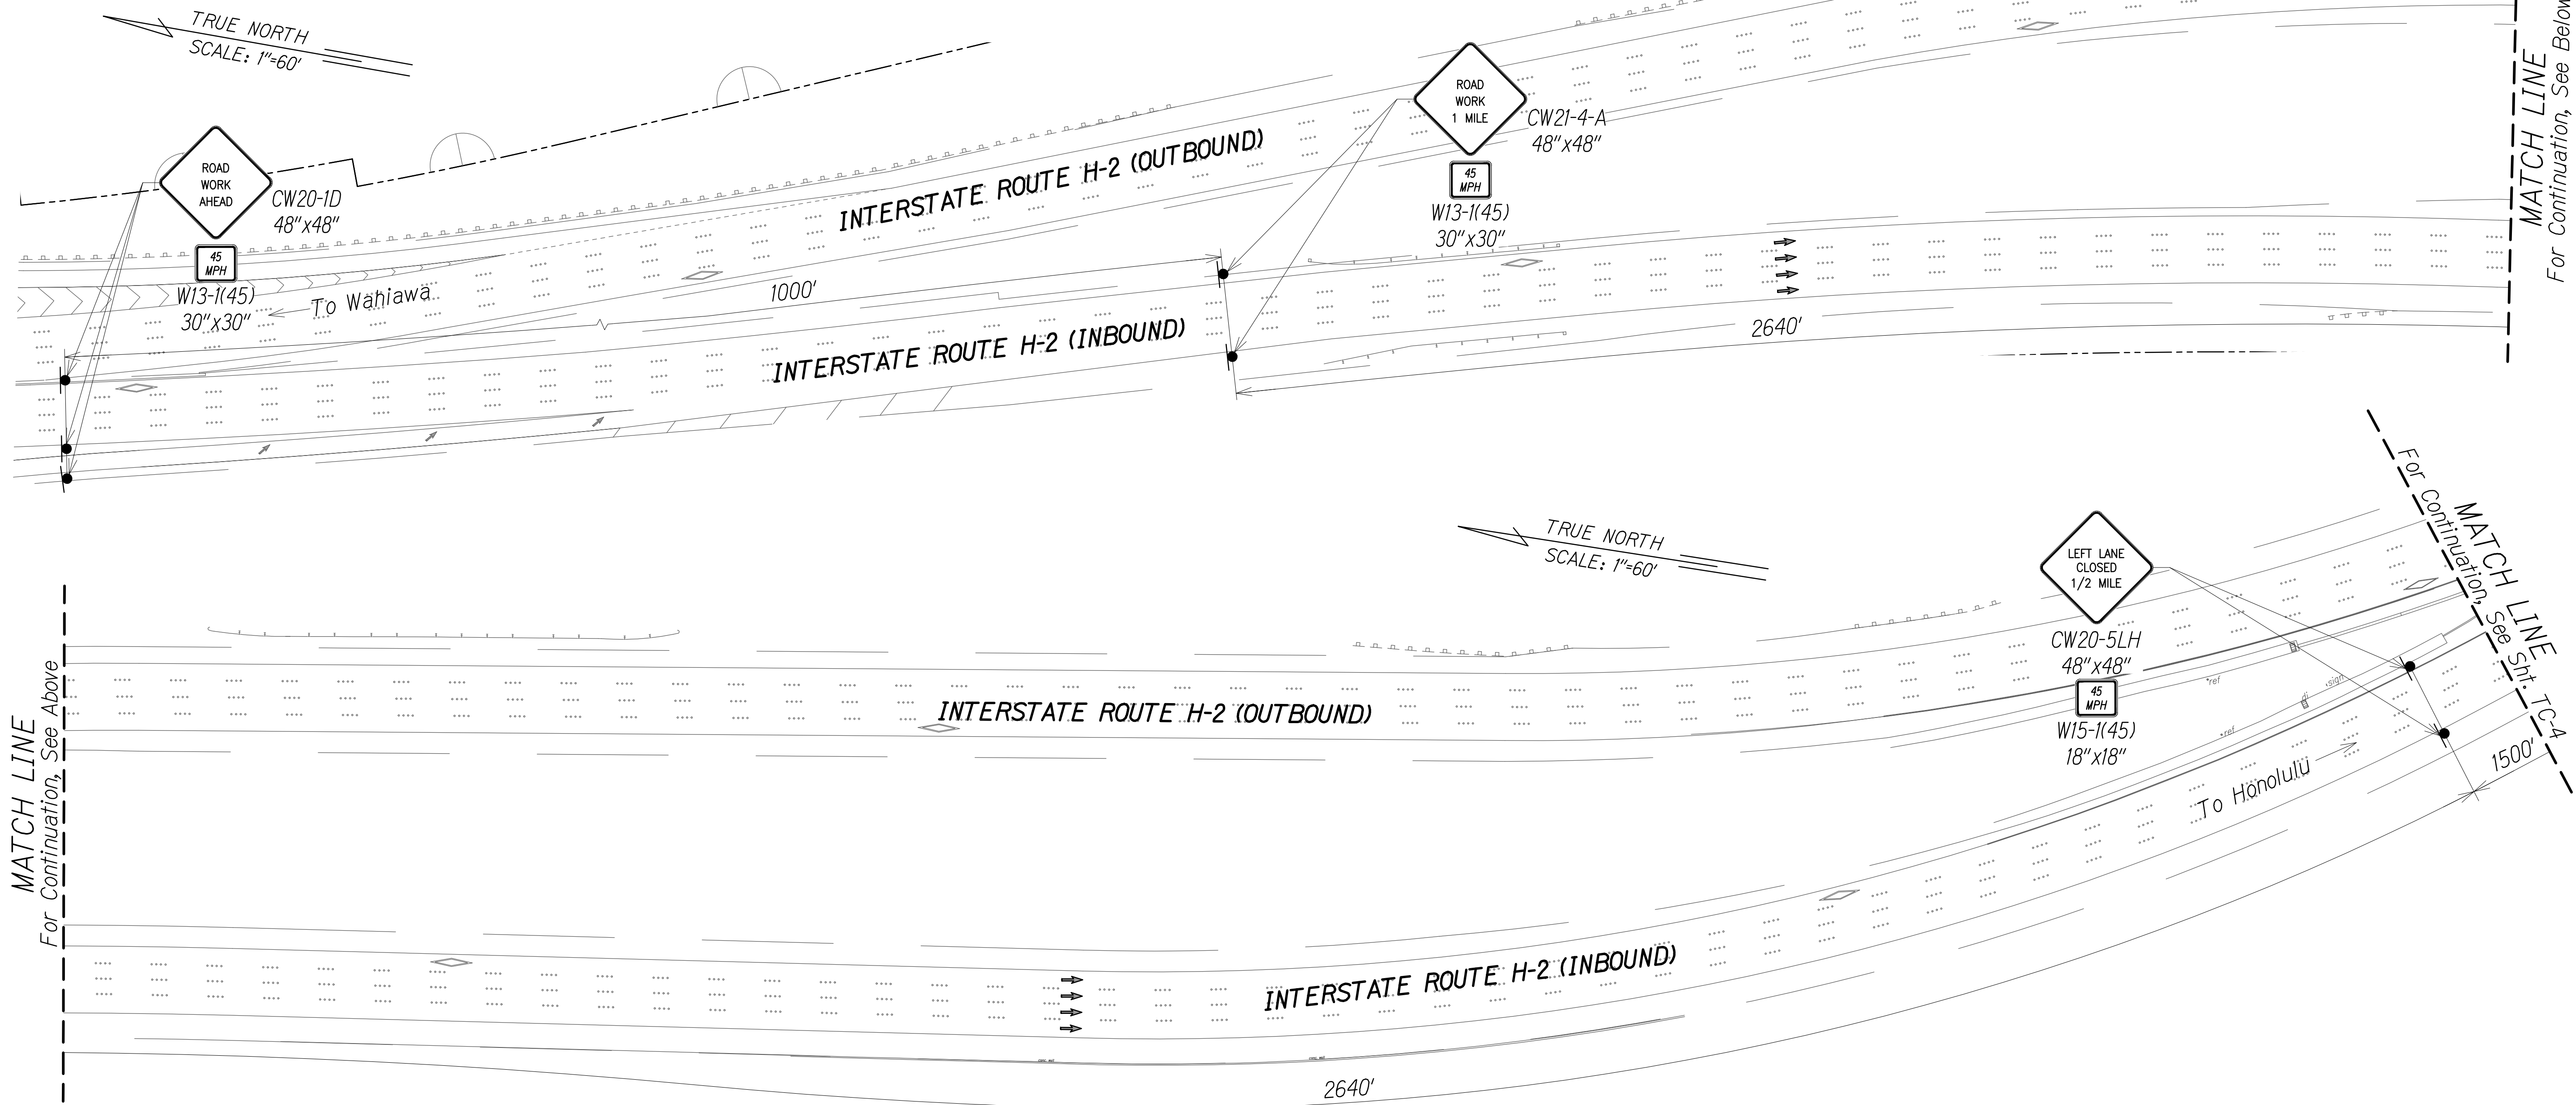 TRUE NORTH
SCALE: 1"=60'
ROAD
WORK
AHEAD
CW20-1D
48"x48"
45
MPH
W13-1(45)
30"x30"
To Wahiawa
INTERSTATE ROUTE H-2 (OUTBOUND)
1000'
INTERSTATE ROUTE H-2 (INBOUND)
ROAD
WORK
1 MILE
CW21-4-A
48"x48"
45
MPH
W13-1(45)
30"x30"
2640'
MATCH LINE
For Continuation, See Below
TRUE NORTH
SCALE: 1"=60'
MATCH LINE
For Continuation, See Above
INTERSTATE ROUTE H-2 (OUTBOUND)
LEFT LANE
CLOSED
1/2 MILE
CW20-5LH
48"x48"
45
MPH
W15-1(45)
18"x18"
*ref
*ref
di
*sign
To Honolulu
1500'
MATCH LINE
For Continuation, See Sht. TC-4
INTERSTATE ROUTE H-2 (INBOUND)
2640'